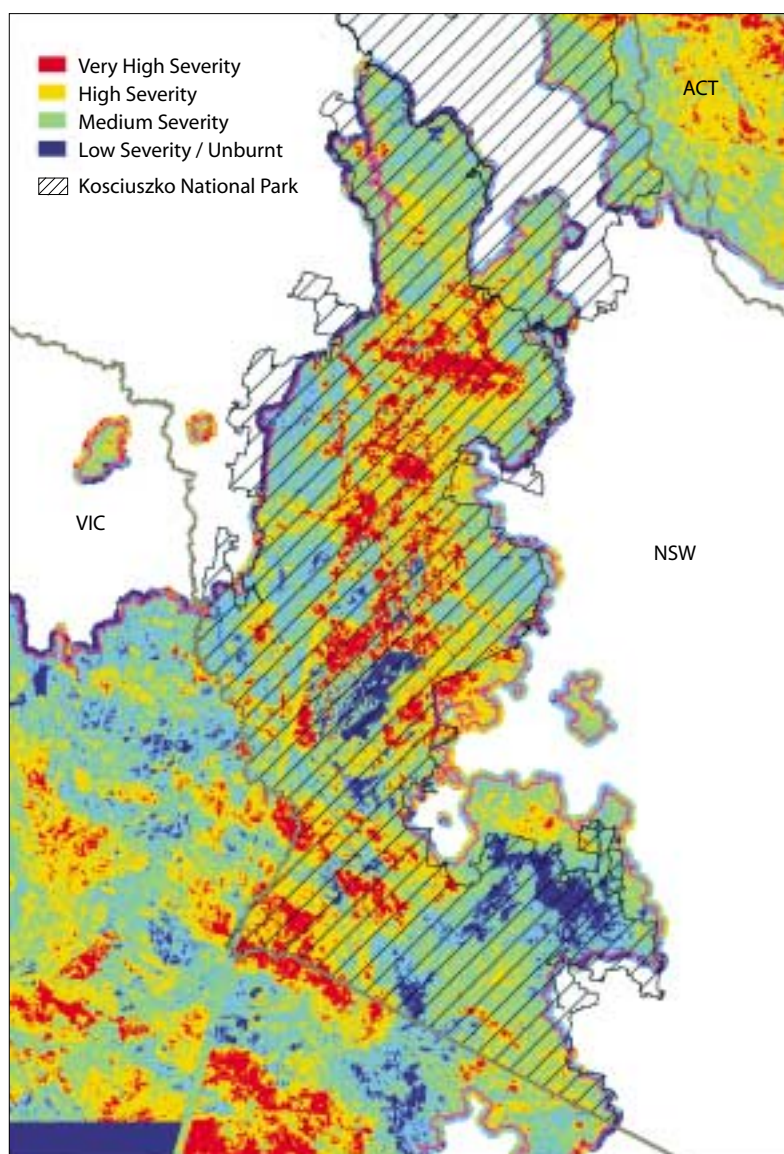 Very High Severity
High Severity
Medium Severity
Low Severity / Unburnt
Kosciuszko National Park
ACT
VIC
NSW